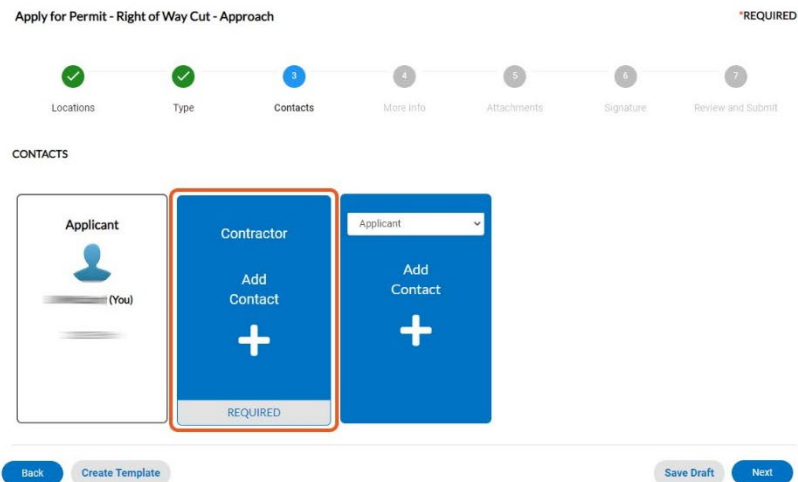 Apply for Permit - Right of Way Cut - Approach
*REQUIRED
3
4
5
6
7
Locations
Type
Contacts
More Info
Attachments
Signature
Review and Submit
CONTACTS
Applicant
(You)
Contractor
Add
Contact
REQUIRED
Applicant
Add
Contact
Back
Create Template
Save Draft
Next